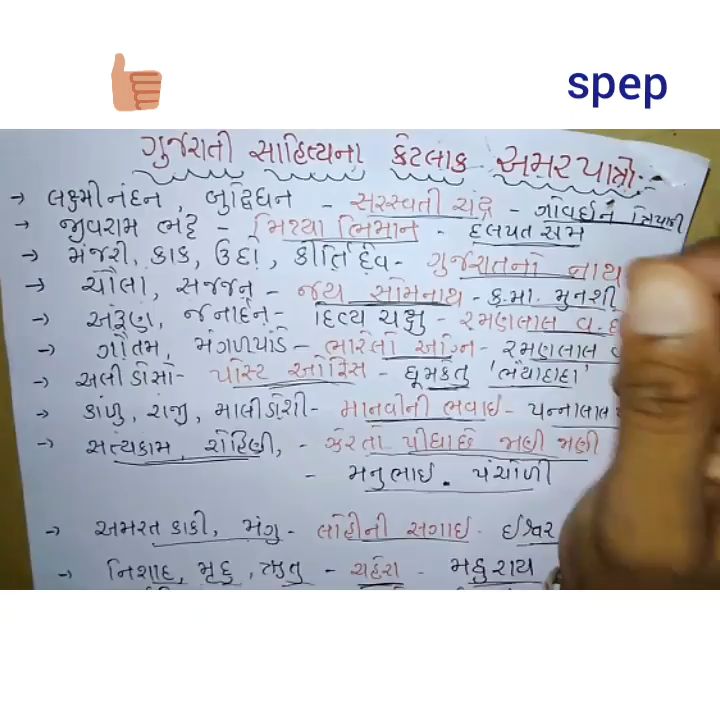 spep
ગુજરાતી સાહિત્યના કેટલાક અમરપાત્રો:-
→ લક્ષ્મીનંદન, બુદ્ધિધન - સરસ્વતી ચંદ્ર - ગોવર્ધન ત્રિપાઠી
→ જીવરામ ભટ્ટ - મિથ્યા ભિમાન - દલપત રામ
→ મંજરી, કાક, ઉદો, કીર્તિદેવ- ગુજરાતનો નાથ
→ ચૌલા, સજ્જન - જય સોમનાથ - ક.મા. મુનશી
→ અરૂણ, જનાર્દન - દિવ્ય ચક્ષુ - રમણલાલ વ.
→ ગૌતમ, મંગળપાંડે - ભારેલો અગ્નિ - રમણલાલ
→ અલી ડોસો- પોસ્ટ ઓફિસ - ધૂમકેતુ
→ કાળુ, રાજી, માલી ડોશી - માનવીની ભવાઇ - પન્નાલાલ
→ સત્યકામ, રોહિણી, - ઝેરતો પીધા છે જાણી જાણી
- મનુભાઇ. પંચોળી
→ અમરત કાકી, મંગુ - લોહીની સગાઇ - ઈશ્વર
→ નિશાદ, મૃદુ, ઋતુ - ચહેરા - મધુરાય